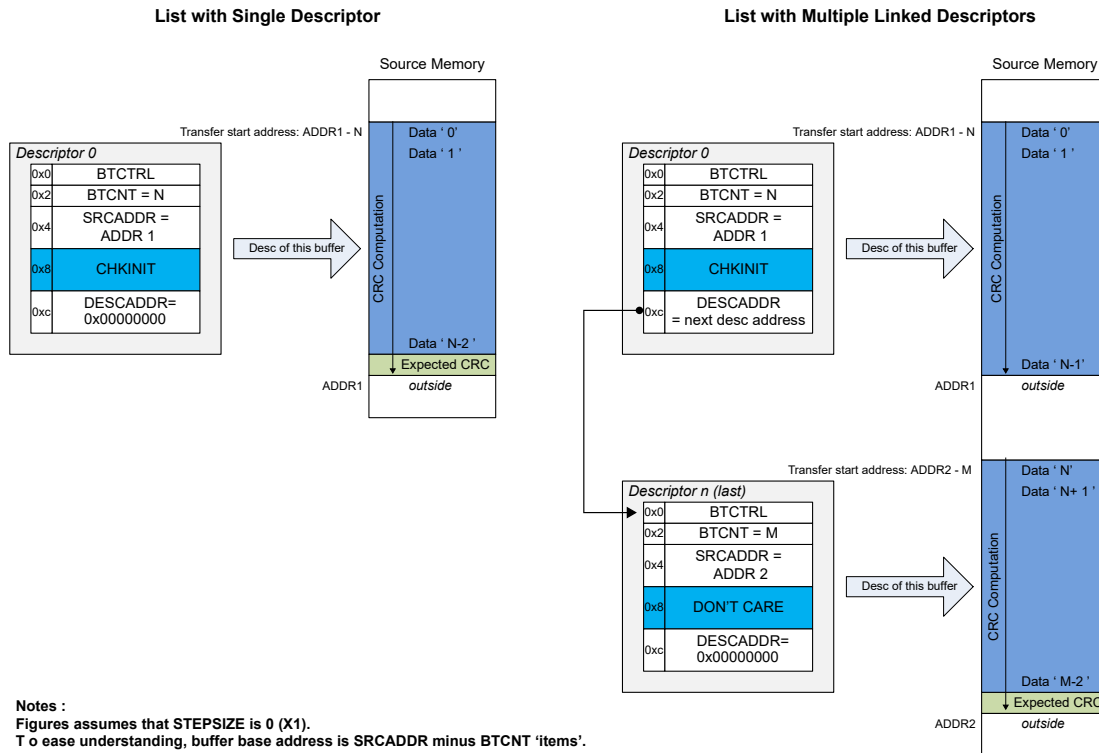 List with Single Descriptor
Source Memory
Transfer start address: ADDR1 - N
Data ‘ 0’
Data ‘ 1 ’
Descriptor 0
0x0 BTCTRL
0x2 BTCNT = N
0x4 SRCADDR =
ADDR 1
0x8 CHKINIT
0xc DESCADDR=
0x00000000
Desc of this buffer
CRC Computation
Data ‘ N-2 ’
Expected CRC
ADDR1
outside
List with Multiple Linked Descriptors
Source Memory
Transfer start address: ADDR1 - N
Data ‘ 0’
Data ‘ 1 ’
Descriptor 0
0x0 BTCTRL
0x2 BTCNT = N
0x4 SRCADDR =
ADDR 1
0x8 CHKINIT
0xc DESCADDR
= next desc address
Desc of this buffer
CRC Computation
Data ‘ N-1’
ADDR1
outside
Transfer start address: ADDR2 - M
Data ‘ N’
Data ‘ N+ 1 ’
Descriptor n (last)
0x0 BTCTRL
0x2 BTCNT = M
0x4 SRCADDR =
ADDR 2
0x8 DON’T CARE
0xc DESCADDR=
0x00000000
Desc of this buffer
CRC Computation
Data ‘ M-2 ’
Expected CRC
ADDR2
outside
Notes :
Figures assumes that STEPSIZE is 0 (X1).
T o ease understanding, buffer base address is SRCADDR minus BTCNT ‘items’.